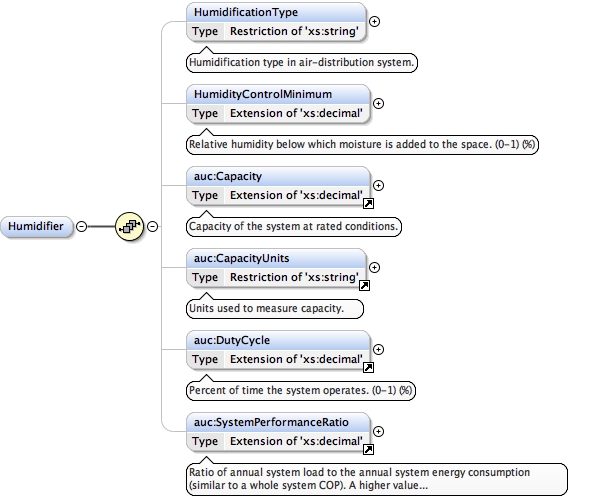 HumidificationType
Type Restriction of 'xs:string'
Humidification type in air-distribution system.
HumidityControlMinimum
Type Extension of 'xs:decimal'
Relative humidity below which moisture is added to the space. (0-1) (%)
auc:Capacity
Type Extension of 'xs:decimal'
Capacity of the system at rated conditions.
Humidifier
auc:CapacityUnits
Type Restriction of 'xs:string'
Units used to measure capacity.
auc:DutyCycle
Type Extension of 'xs:decimal'
Percent of time the system operates. (0-1) (%)
auc:SystemPerformanceRatio
Type Extension of 'xs:decimal'
Ratio of annual system load to the annual system energy consumption
(similar to a whole system COP). A higher value...